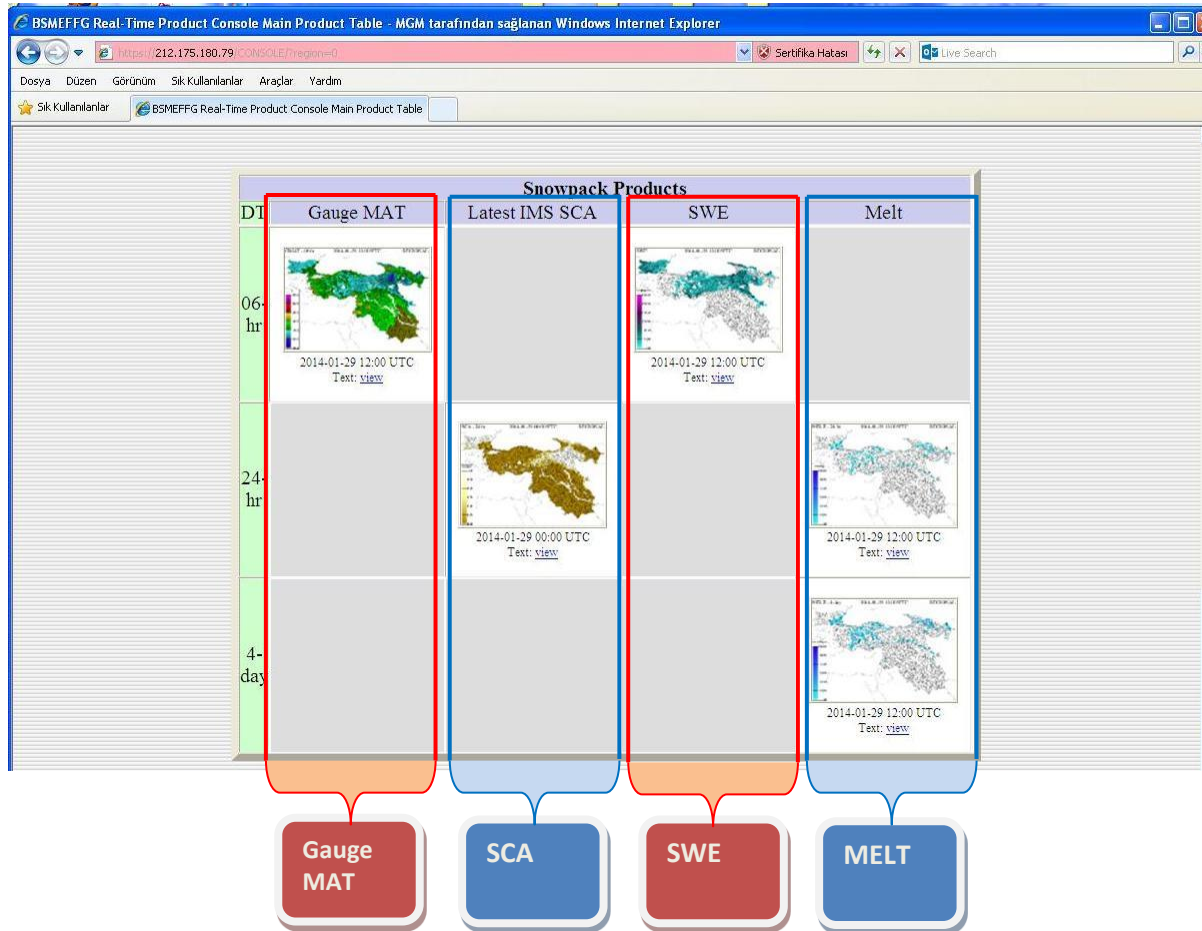 BSMEFFG Real-Time Product Console Main Product Table - MGM tarafından sağlanan Windows Internet Explorer
https://212.175.180.79/CONSOLE/?region=0
Sertifika Hatası
Live Search
Dosya Düzen Görünüm Sık Kullanılanlar Araçlar Yardım
Sık Kullanılanlar
BSMEFFG Real-Time Product Console Main Product Table
Snowpack Products
DT Gauge MAT Latest IMS SCA SWE Melt
06-
hr
2014-01-29 12:00 UTC
Text: view
2014-01-29 12:00 UTC
Text: view
24-
hr
2014-01-29 00:00 UTC
Text: view
2014-01-29 12:00 UTC
Text: view
4-
day
2014-01-29 12:00 UTC
Text: view
Gauge
MAT
SCA
SWE
MELT